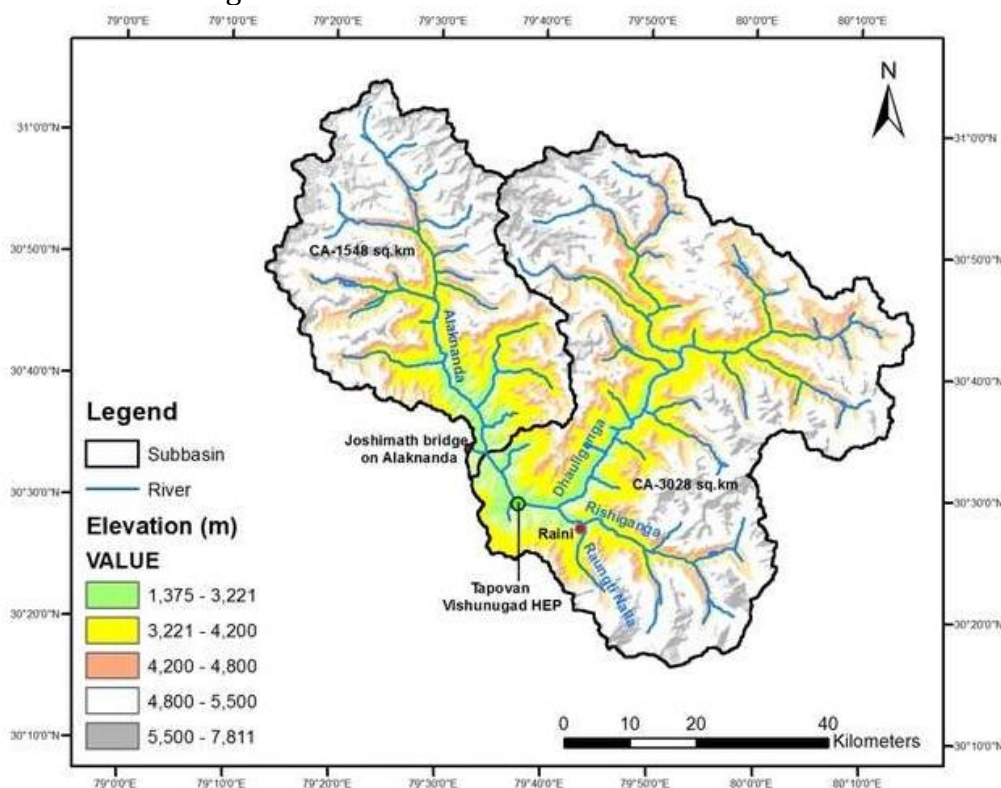 79°0'0"E 79°10'0"E 79°20'0"E 79°30'0"E 79°40'0"E 79°50'0"E 80°0'0"E 80°10'0"E
N
31°0'0"N
31°0'0"N
30°50'0"N
30°50'0"N
CA-1548 sq.km
Alaknanda
30°40'0"N
30°40'0"N
Legend
Subbasin
River
Joshimath bridge
on Alaknanda
Dhauliganga
CA-3028 sq.km
30°30'0"N
30°30'0"N
Rishiganga
Raini
Raungti Nalla
Tapovan
Vishunugad HEP
Elevation (m)
VALUE
1,375 - 3,221
3,221 - 4,200
4,200 - 4,800
4,800 - 5,500
5,500 - 7,811
30°20'0"N
30°20'0"N
30°10'0"N
30°10'0"N
0 10 20 40
Kilometers
79°0'0"E 79°10'0"E 79°20'0"E 79°30'0"E 79°40'0"E 79°50'0"E 80°0'0"E 80°10'0"E